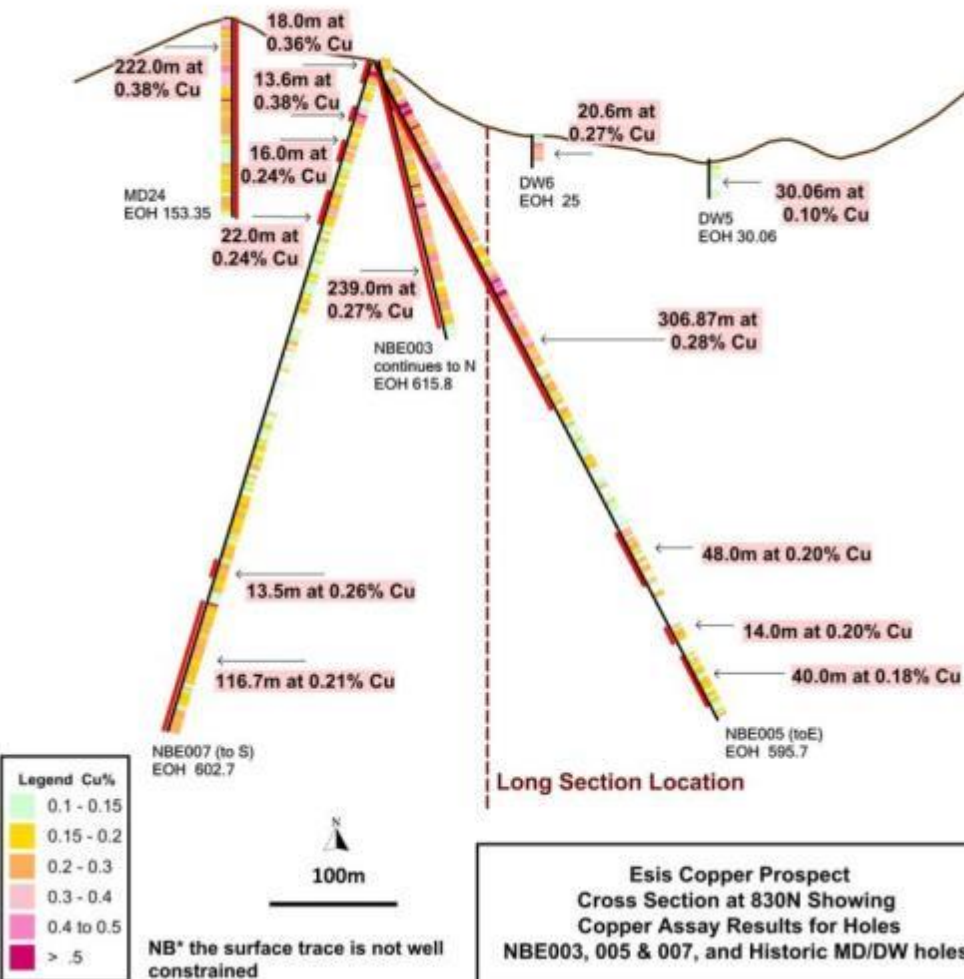 18.0m at
0.36% Cu
222.0m at
0.38% Cu
13.6m at
0.38% Cu
16.0m at
0.24% Cu
MD24
EOH 153.35
22.0m at
0.24% Cu
20.6m at
0.27% Cu
DW6
EOH 25
30.06m at
0.10% Cu
DW5
EOH 30.06
239.0m at
0.27% Cu
NBE003
continues to N
EOH 615.8
306.87m at
0.28% Cu
48.0m at 0.20% Cu
13.5m at 0.26% Cu
14.0m at 0.20% Cu
116.7m at 0.21% Cu
40.0m at 0.18% Cu
NBE007 (to S)
EOH 602.7
NBE005 (toE)
EOH 595.7
Long Section Location
Legend Cu%
0.1 - 0.15
0.15 - 0.2
0.2 - 0.3
0.3 - 0.4
0.4 to 0.5
> .5
N
100m
NB* the surface trace is not well
constrained
Esis Copper Prospect
Cross Section at 830N Showing
Copper Assay Results for Holes
NBE003, 005 & 007, and Historic MD/DW holes